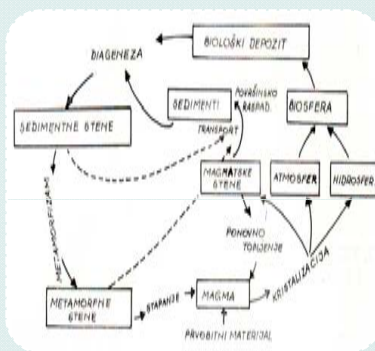 BIOLOŠKI DEPOZIT
DIAGENEZA
SEDIMENTI
POVRŠINSKO
RASPAD.
BIOSFERA
SEDIMENTNE STENE
TRANSPORT
MAGMATSKE
STENE
ATMOSFER
HIDROSFER
METAMORFIZAM
PONOVNO
TOPLJENJE
KRISTALIZACIJA
METAMORFNE
STENE
STAPANJE
MAGMA
PRVOBITNI MATERIJAL